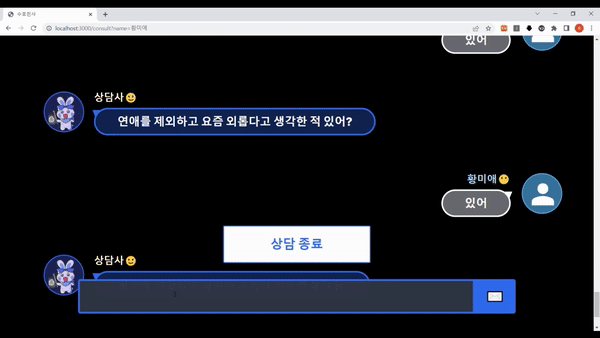 수호천사
localhost:3000/consult?name=황미애
있어
상담사
연애를 제외하고 요즘 외롭다고 생각한 적 있어?
황미애
있어
상담 종료
상담사